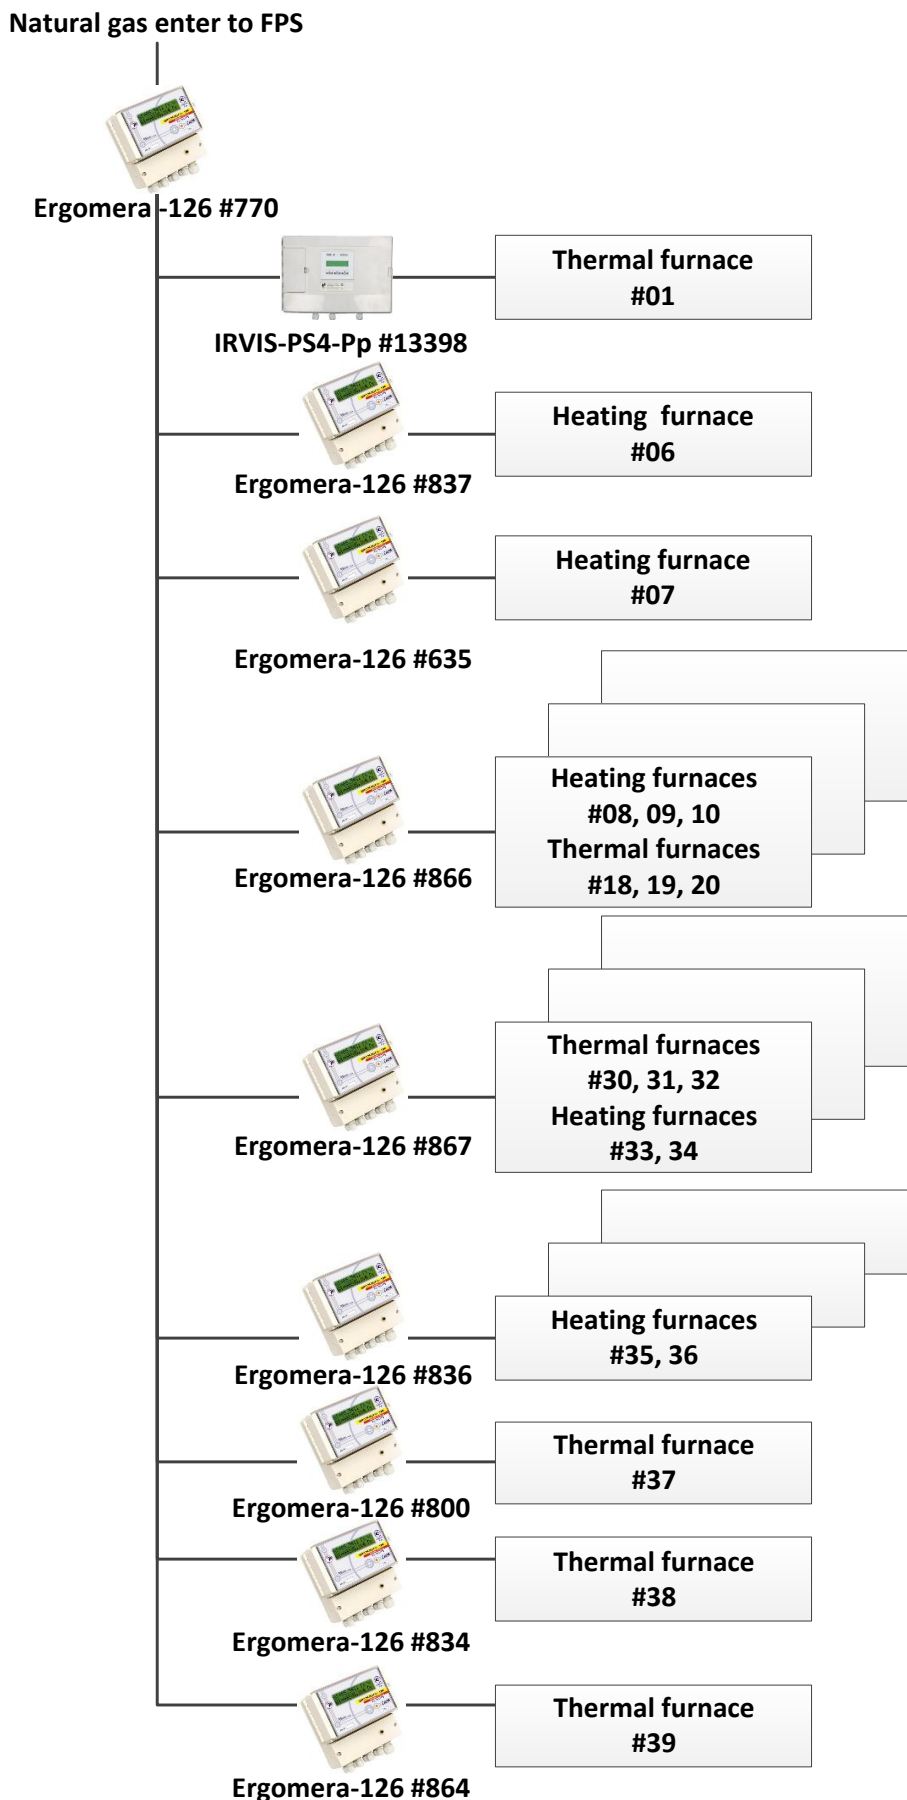 Natural gas enter to FPS
Ergomera -126 #770
Thermal furnace
#01
IRVIS-PS4-Pp #13398
Heating furnace
#06
Ergomera-126 #837
Heating furnace
#07
Ergomera-126 #635
Heating furnaces
#08, 09, 10
Thermal furnaces
#18, 19, 20
Ergomera-126 #866
Thermal furnaces
#30, 31, 32
Heating furnaces
#33, 34
Ergomera-126 #867
Heating furnaces
#35, 36
Ergomera-126 #836
Thermal furnace
#37
Ergomera-126 #800
Thermal furnace
#38
Ergomera-126 #834
Thermal furnace
#39
Ergomera-126 #864